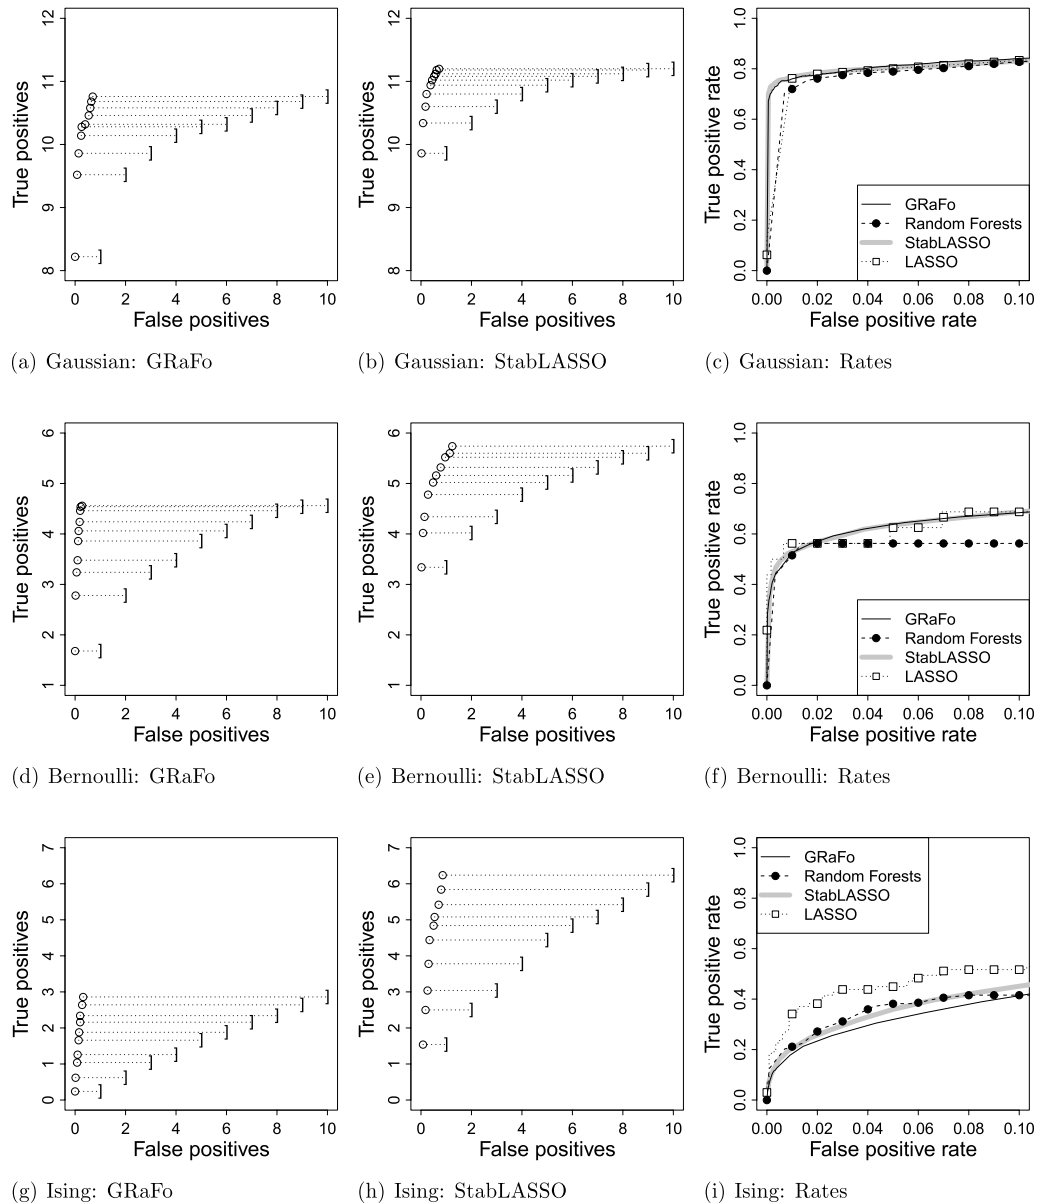 True positives
8 9 10 11 12
0 2 4 6 8 10
False positives
(a) Gaussian: GRaFo
True positives
8 9 10 11 12
0 2 4 6 8 10
False positives
(b) Gaussian: StabLASSO
True positive rate
0.0 0.2 0.4 0.6 0.8 1.0
GRaFo
Random Forests
StabLASSO
LASSO
0.00 0.02 0.04 0.06 0.08 0.10
False positive rate
(c) Gaussian: Rates
True positives
1 2 3 4 5 6
0 2 4 6 8 10
False positives
(d) Bernoulli: GRaFo
True positives
1 2 3 4 5 6
0 2 4 6 8 10
False positives
(e) Bernoulli: StabLASSO
True positive rate
0.0 0.2 0.4 0.6 0.8 1.0
GRaFo
Random Forests
StabLASSO
LASSO
0.00 0.02 0.04 0.06 0.08 0.10
False positive rate
(f) Bernoulli: Rates
True positives
0 1 2 3 4 5 6 7
0 2 4 6 8 10
False positives
(g) Ising: GRaFo
True positives
0 1 2 3 4 5 6 7
0 2 4 6 8 10
False positives
(h) Ising: StabLASSO
True positive rate
0.0 0.2 0.4 0.6 0.8 1.0
GRaFo
Random Forests
StabLASSO
LASSO
0.00 0.02 0.04 0.06 0.08 0.10
False positive rate
(i) Ising: Rates